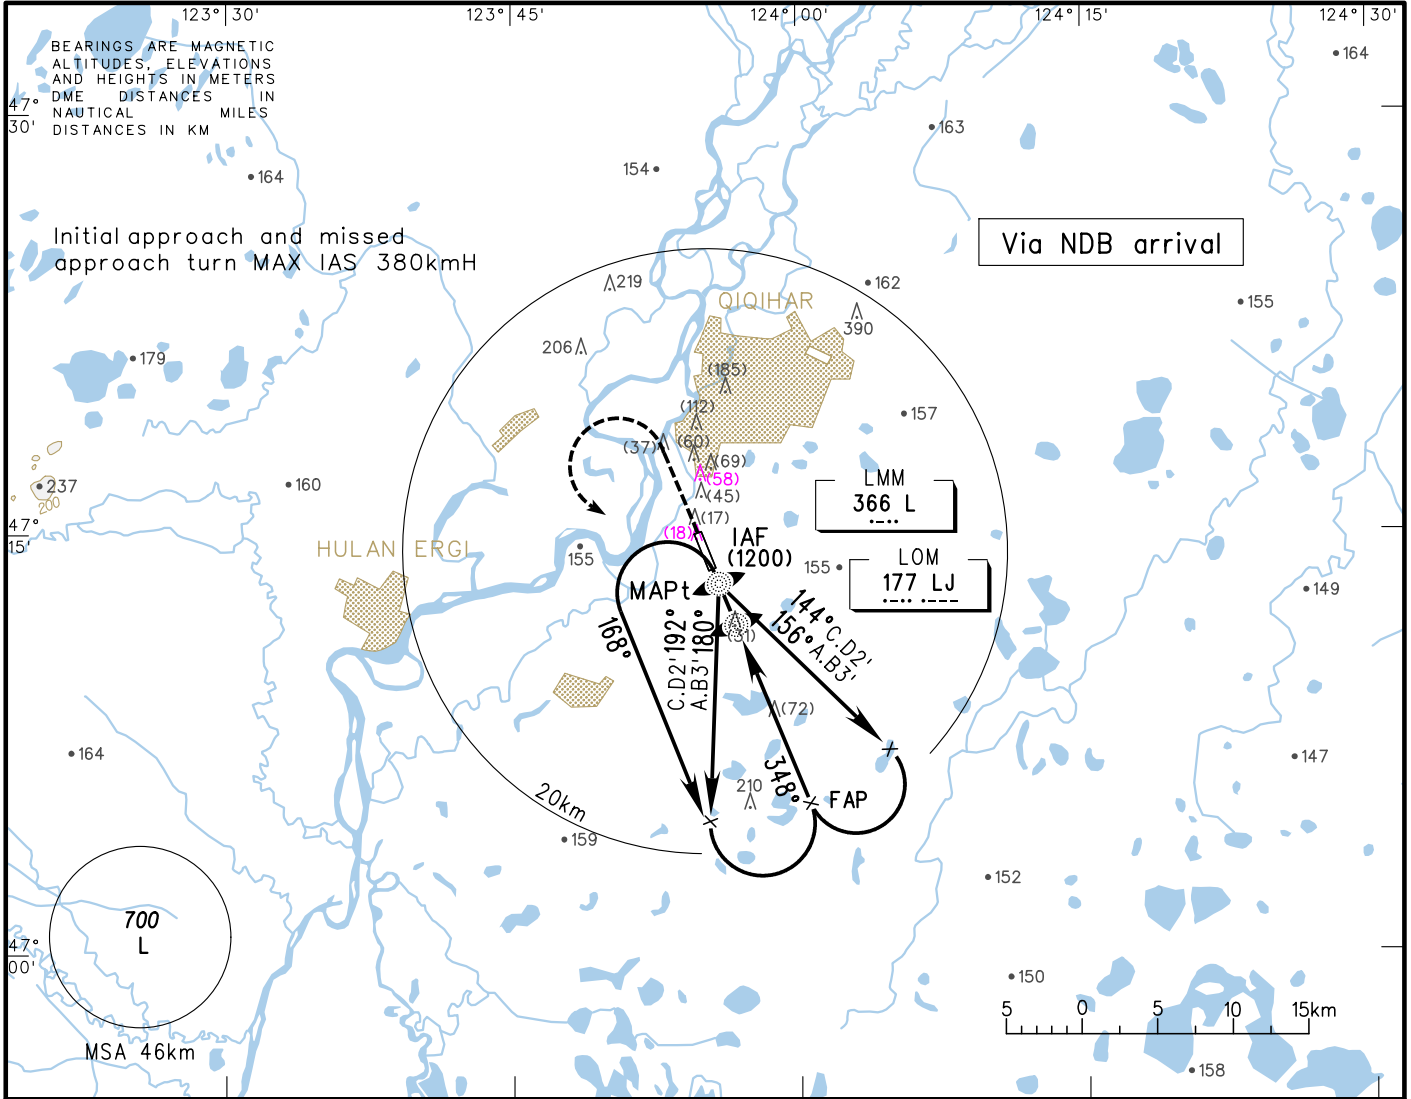 123° 30'
123° 45'
124° 00'
124° 15'
124° 30'
BEARINGS ARE MAGNETIC
ALTITUDES, ELEVATIONS
AND HEIGHTS IN METERS
DME DISTANCES IN
NAUTICAL MILES
DISTANCES IN KM
164
47°
30'
163
154
164
Initial approach and missed
approach turn MAX IAS 380kmH
Via NDB arrival
219
162
QIQIHAR
155
390
206
179
(185)
(112)
157
(37)
(60)
(69)
(58)
(45)
237
200
160
LMM
366 L
·—··
(17)
(18)
47°
15'
IAF
(1200)
HULAN ERGI
155
155
LOM
177 LJ
·—·· ·———
149
MAPt
(51)
168°
C.D2'192°
A.B3'180°
144°C.D2'
156°A.B3'
(72)
164
147
348°
210
FAP
20km
159
152
700
L
47°
00'
150
5 0 5 10 15km
MSA 46km
158